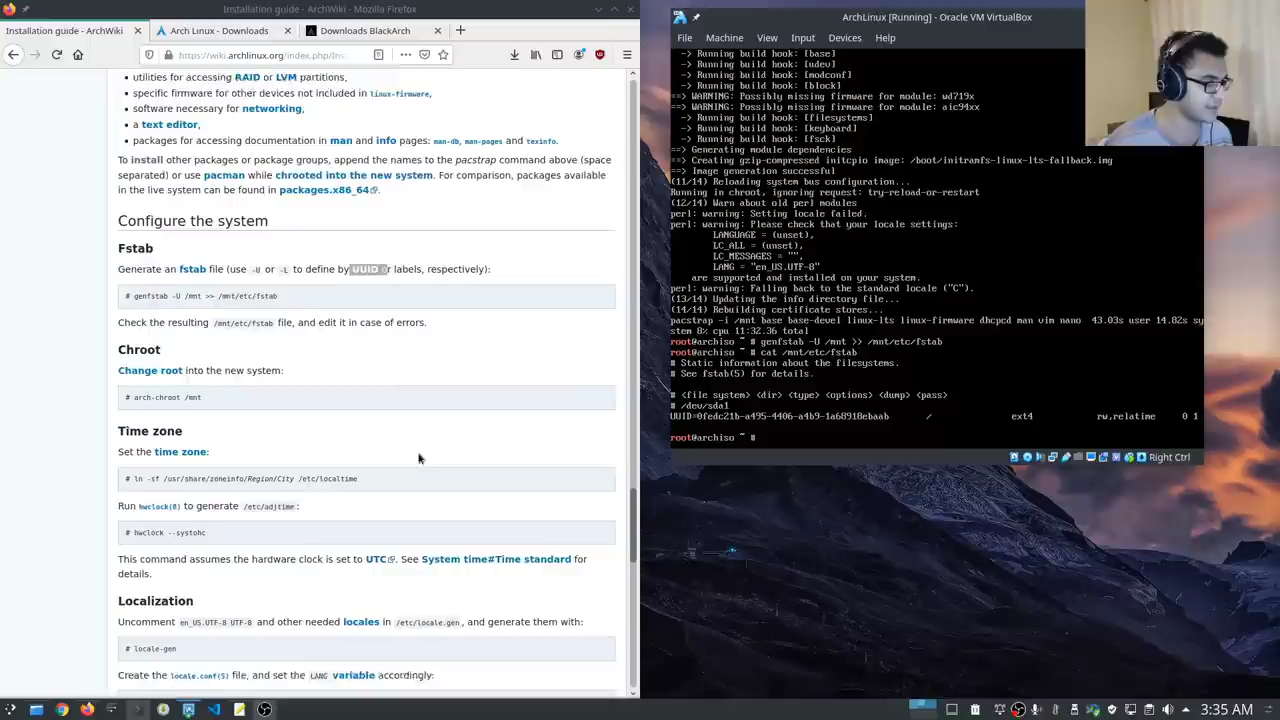 Installation guide - ArchWiki - Mozilla Firefox
Installation guide - ArchWiki
Arch Linux - Downloads
Downloads BlackArch
https://wiki.archlinux.org/index.php/Ins
utilities for accessing RAID or LVM partitions,
specific firmware for other devices not included in linux-firmware,
software necessary for networking,
a text editor,
packages for accessing documentation in man and info pages: man-db, man-pages and texinfo.
To install other packages or package groups, append the names to the pacstrap command above (space
separated) or use pacman while chrooted into the new system. For comparison, packages available
in the live system can be found in packages.x86_64.
Configure the system
Fstab
Generate an fstab file (use -U or -L to define by UUID or labels, respectively):
# genfstab -U /mnt >> /mnt/etc/fstab
Check the resulting /mnt/etc/fstab file, and edit it in case of errors.
Chroot
Change root into the new system:
# arch-chroot /mnt
Time zone
Set the time zone:
# ln -sf /usr/share/zoneinfo/Region/City /etc/localtime
Run hwclock(8) to generate /etc/adjtime:
# hwclock --systohc
This command assumes the hardware clock is set to UTC. See System time#Time standard for
details.
Localization
Uncomment en_US.UTF-8 UTF-8 and other needed locales in /etc/locale.gen, and generate them with:
# locale-gen
Create the locale.conf(5) file, and set the LANG variable accordingly:
ArchLinux [Running] - Oracle VM VirtualBox
File Machine View Input Devices Help
-> Running build hook: [base]
-> Running build hook: [udev]
-> Running build hook: [modconf]
-> Running build hook: [block]
==> WARNING: Possibly missing firmware for module: wd719x
==> WARNING: Possibly missing firmware for module: aic94xx
-> Running build hook: [filesystems]
-> Running build hook: [keyboard]
-> Running build hook: [fsck]
==> Generating module dependencies
==> Creating gzip-compressed initcpio image: /boot/initramfs-linux-lts-fallback.img
==> Image generation successful
(11/14) Reloading system bus configuration...
Running in chroot, ignoring request: try-reload-or-restart
(12/14) Warn about old perl modules
perl: warning: Setting locale failed.
perl: warning: Please check that your locale settings:
LANGUAGE = (unset),
LC_ALL = (unset),
LC_MESSAGES = "",
LANG = "en_US.UTF-8"
are supported and installed on your system.
perl: warning: Falling back to the standard locale ("C").
(13/14) Updating the info directory file...
(14/14) Rebuilding certificate stores...
pacstrap -i /mnt base base-devel linux-lts linux-firmware dhcpcd man vim nano  43.03s user 14.82s sy
stem 8% cpu 11:32.36 total
root@archiso ~ # genfstab -U /mnt >> /mnt/etc/fstab
root@archiso ~ # cat /mnt/etc/fstab
# Static information about the filesystems.
# See fstab(5) for details.
# <file system> <dir> <type> <options> <dump> <pass>
# /dev/sda1
UUID=0fedc21b-a495-4406-a4b9-1a68918ebaab / ext4 rw,relatime 0 1
root@archiso ~ #
Right Ctrl
3:35 AM